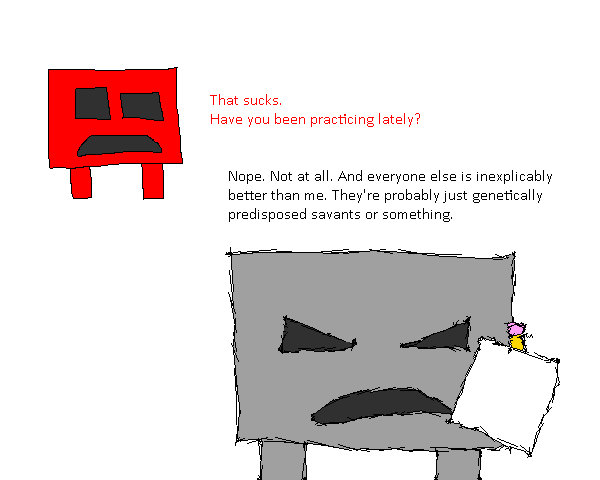 That sucks.
Have you been practicing lately?
Nope. Not at all. And everyone else is inexplicably
better than me. They're probably just genetically
predisposed savants or something.